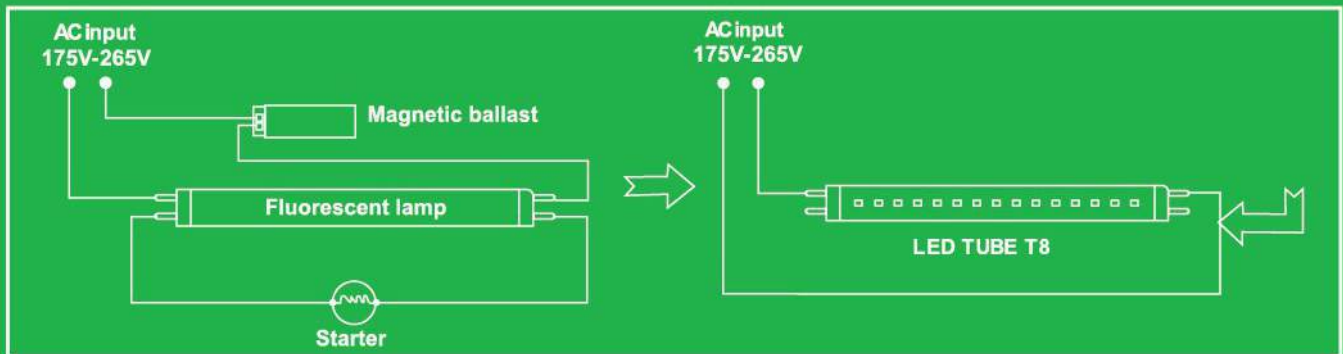 AC input
175V-265V
Magnetic ballast
Fluorescent lamp
Starter
AC input
175V-265V
LED TUBE T8